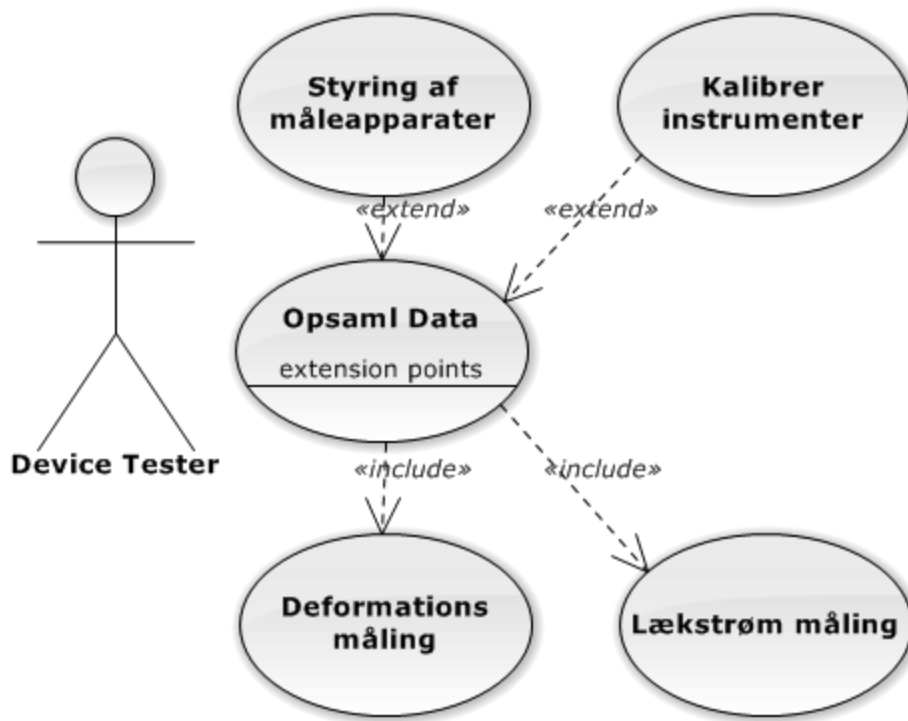 Styring af
måleapparater
Kalibrer
instrumenter
«extend»
«extend»
Opsaml Data
extension points
Device Tester
«include»
«include»
Deformations
måling
Lækstrøm måling